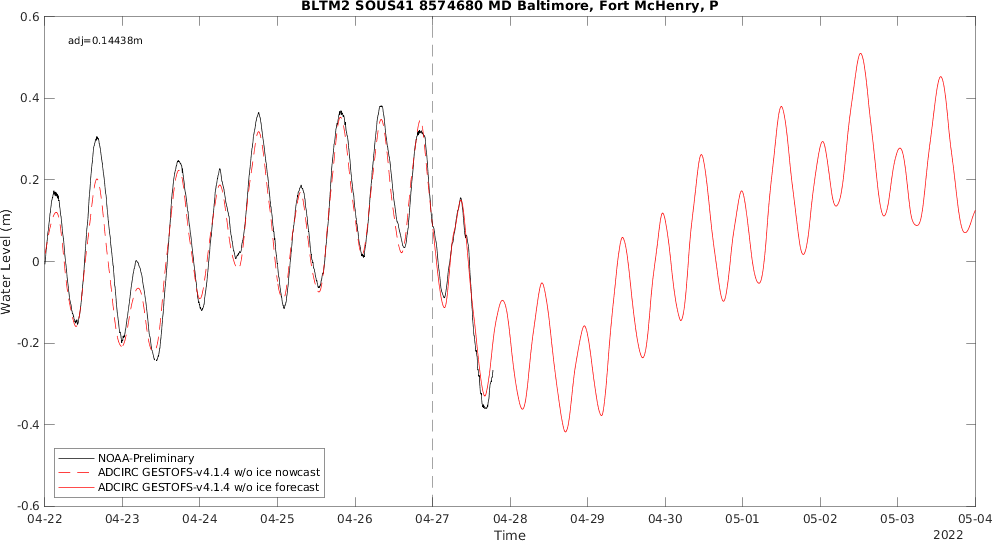 BLTM2 SOUS41 8574680 MD Baltimore, Fort McHenry, P
adj=0.14438m
0.6
0.4
0.2
0
-0.2
-0.4
-0.6
Water Level (m)
NOAA-Preliminary
ADCIRC GESTOFS-v4.1.4 w/o ice nowcast
ADCIRC GESTOFS-v4.1.4 w/o ice forecast
04-22 04-23 04-24 04-25 04-26 04-27 04-28 04-29 04-30 05-01 05-02 05-03 05-04
Time
2022